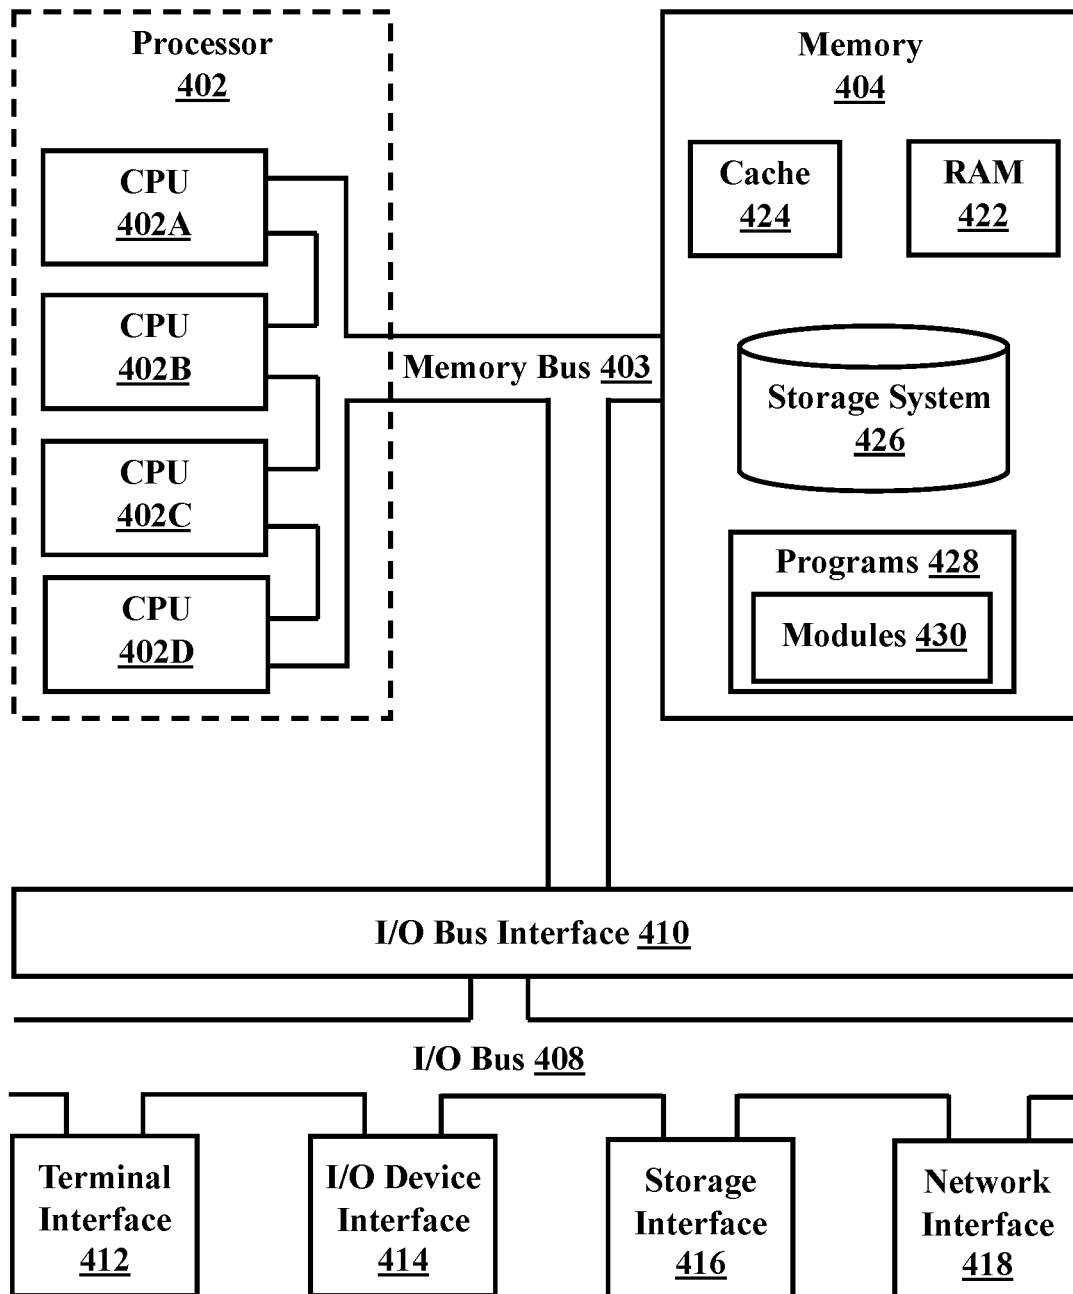 Processor
402
CPU
402A
CPU
402B
CPU
402C
CPU
402D
Memory Bus 403
Memory
404
Cache
424
RAM
422
Storage System
426
Programs 428
Modules 430
I/O Bus Interface 410
I/O Bus 408
Terminal
Interface
412
I/O Device
Interface
414
Storage
Interface
416
Network
Interface
418